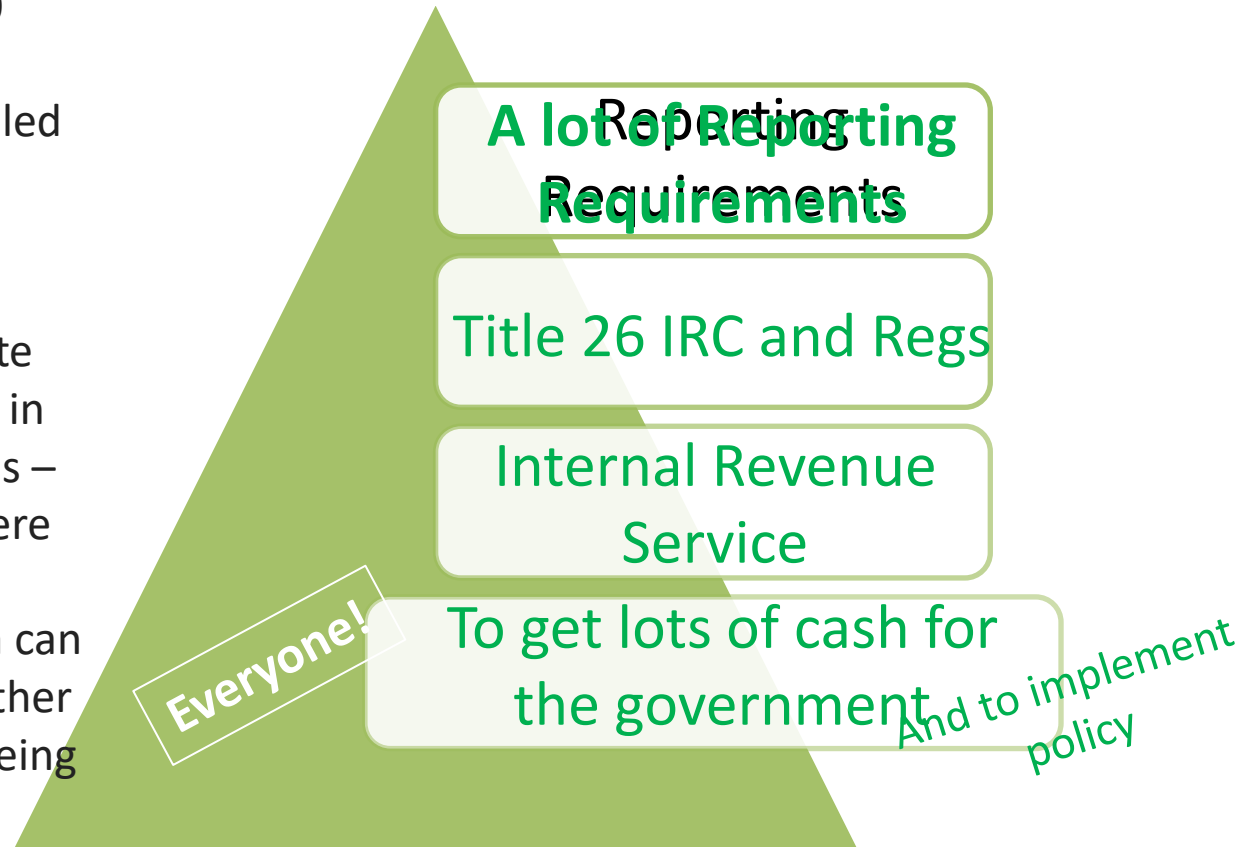 )
led
te
in
s –
ere
can
ther
eing
Reporting
Requirements
A lot of Reporting
Requirements
Title 26 IRC and Regs
Internal Revenue
Service
Everyone!
To get lots of cash for
the government
And to implement
policy